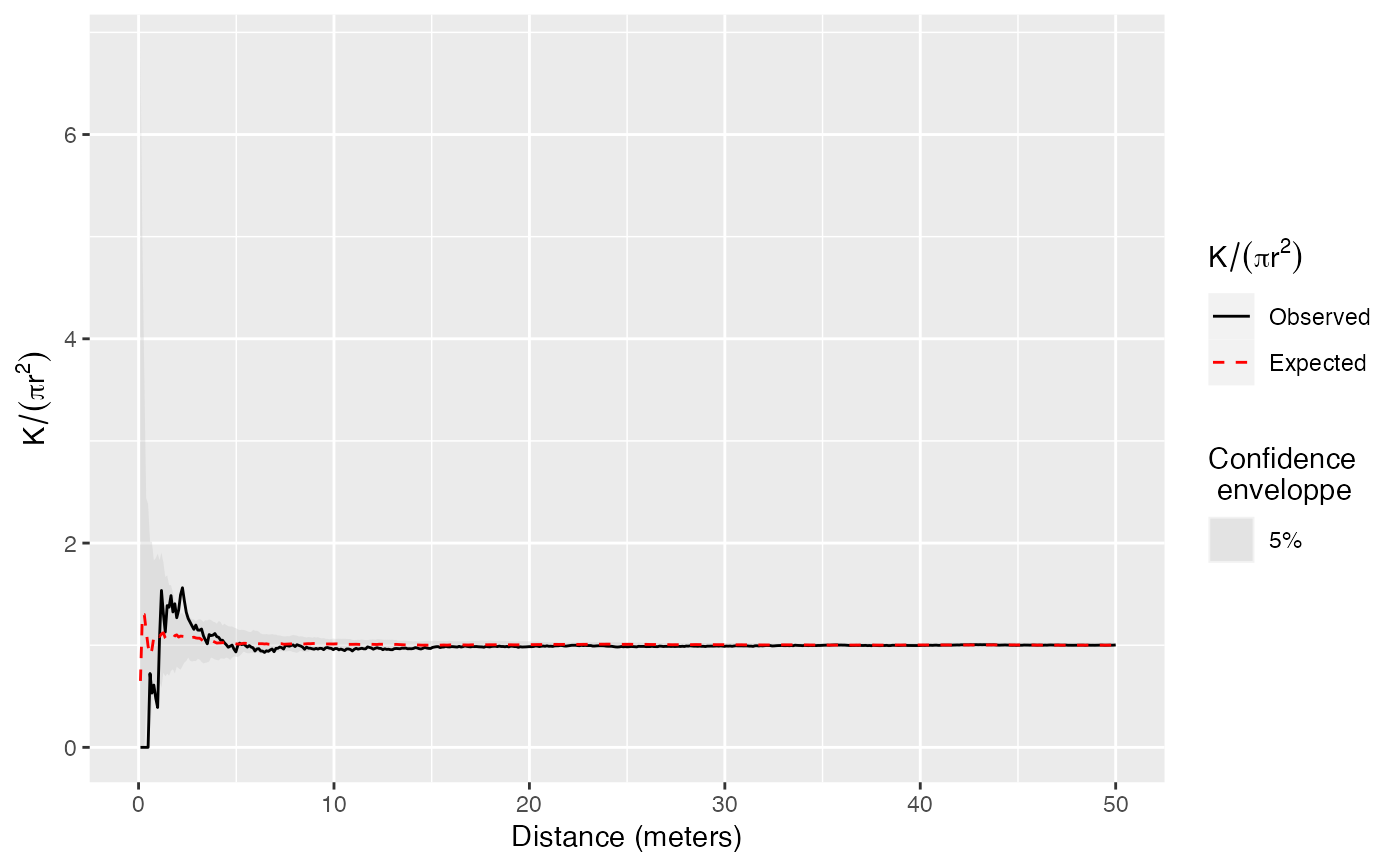 6
4
2
0
K/(πr²)
0 10 20 30 40 50
Distance (meters)
K/(πr²)
Observed
Expected
Confidence
enveloppe
5%